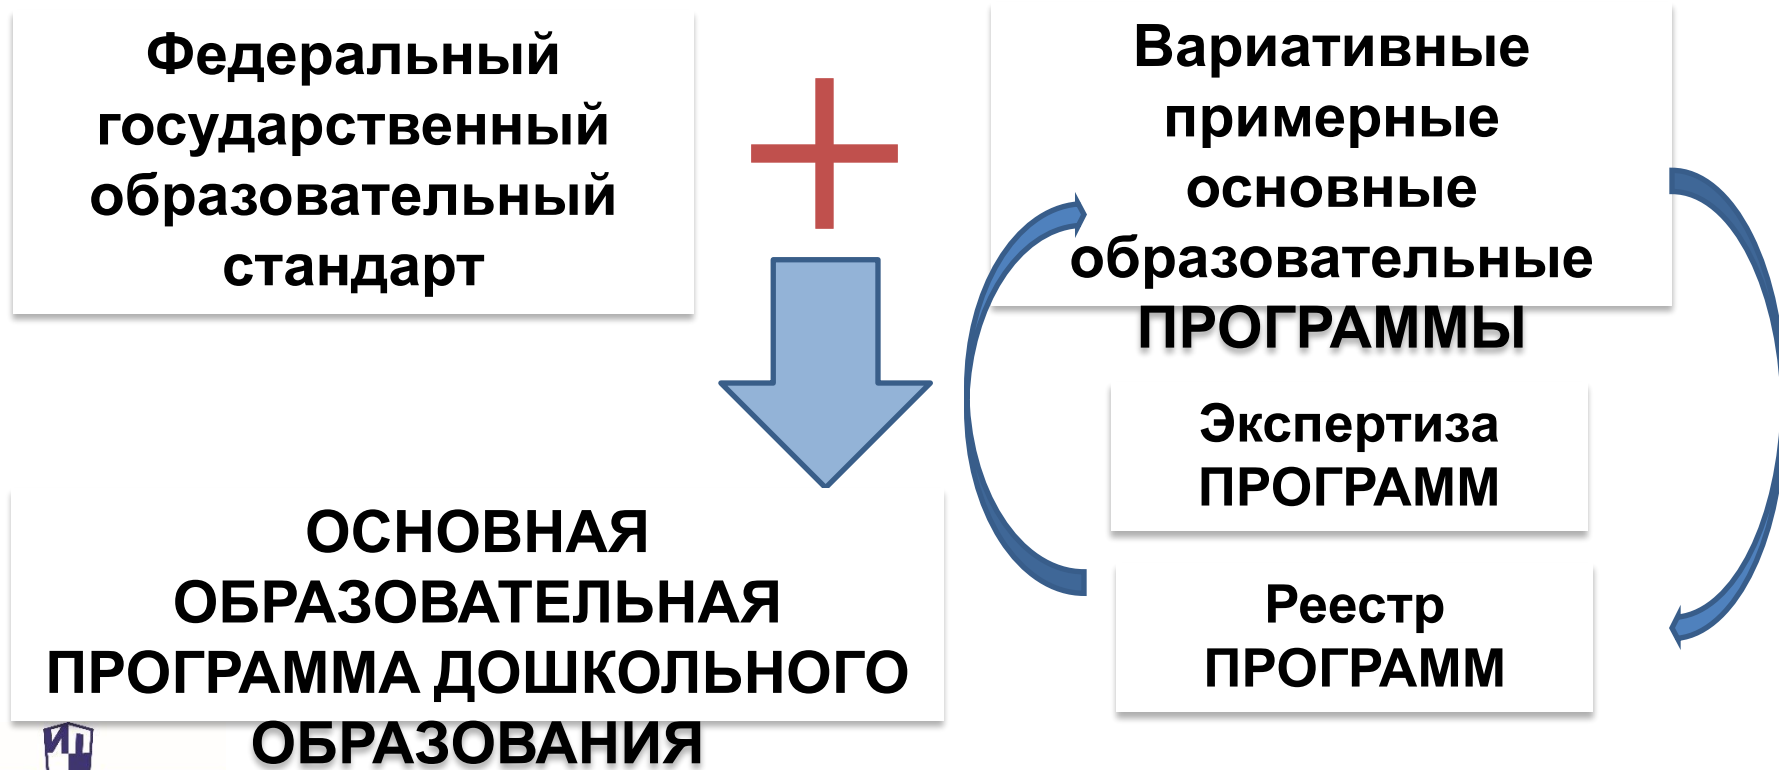 Федеральный
государственный
образовательный
стандарт
Вариативные
примерные
основные
образовательные
ПРОГРАММЫ
Экспертиза
ПРОГРАММ
Реестр
ПРОГРАММ
ОСНОВНАЯ
ОБРАЗОВАТЕЛЬНАЯ
ПРОГРАММА ДОШКОЛЬНОГО
ОБРАЗОВАНИЯ